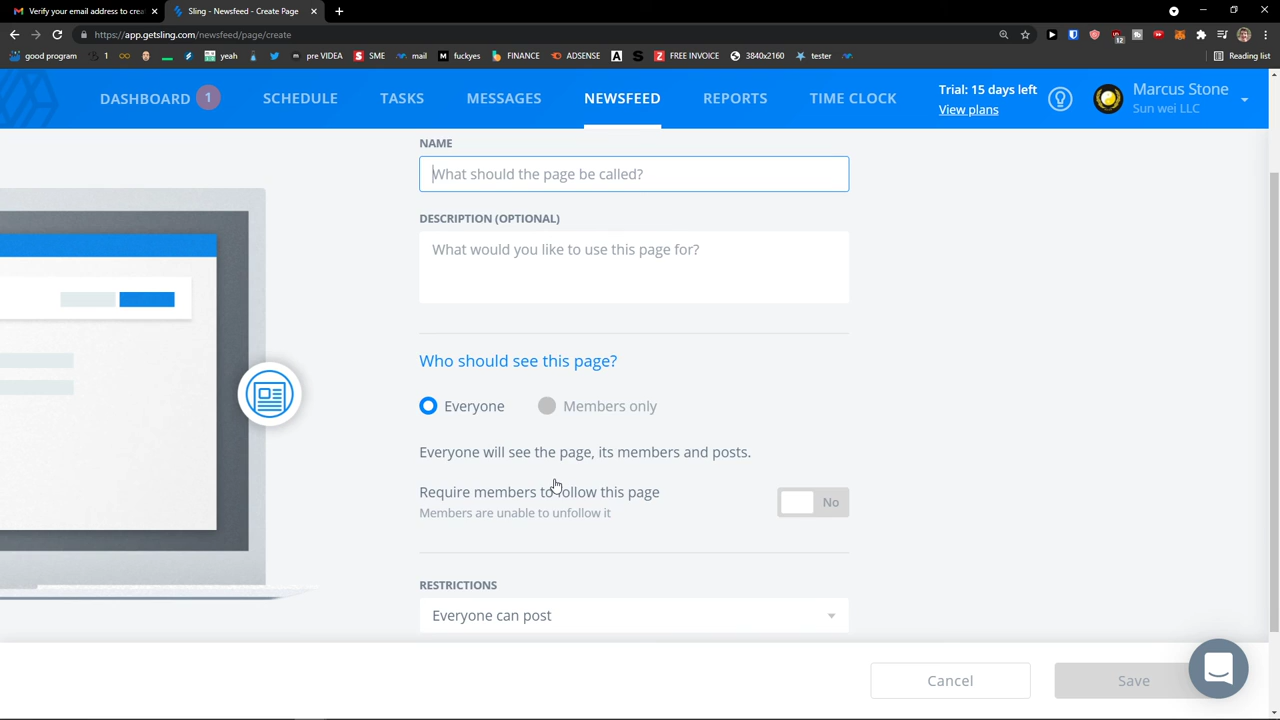 Verify your email address to crea
Sling - Newsfeed - Create Page
https://app.getsling.com/newsfeed/page/create
good program
1
yeah
pre VIDEA
SME
mail
fuckyes
FINANCE
ADSENSE
FREE INVOICE
3840x2160
tester
Reading list
12
DASHBOARD 1
SCHEDULE
TASKS
MESSAGES
NEWSFEED
REPORTS
TIME CLOCK
Trial: 15 days left
View plans
Marcus Stone
Sun wei LLC
NAME
What should the page be called?
DESCRIPTION (OPTIONAL)
What would you like to use this page for?
Who should see this page?
Everyone
Members only
Everyone will see the page, its members and posts.
Require members to follow this page
Members are unable to unfollow it
No
RESTRICTIONS
Everyone can post
Cancel
Save